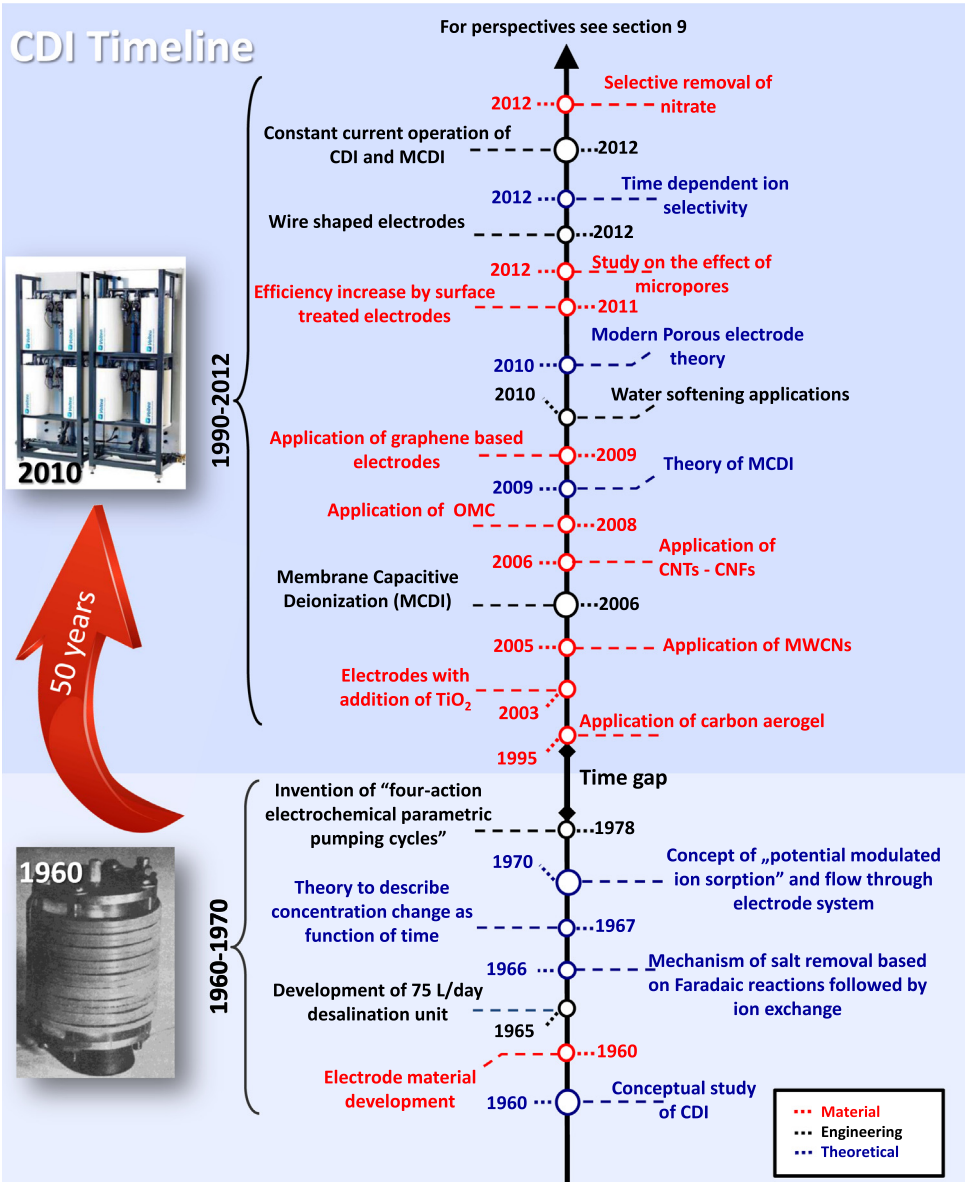 For perspectives see section 9
CDI Timeline
Selective removal of
nitrate
2012
Constant current operation of
CDI and MCDI
2012
Time dependent ion
selectivity
2012
Wire shaped electrodes
2012
Study on the effect of
micropores
2012
Efficiency increase by surface
treated electrodes
2011
Modern Porous electrode
theory
2010
2010
Water softening applications
1990-2012
2010
Application of graphene based
electrodes
2009
Theory of MCDI
2009
Application of OMC
2008
Application of
CNTs - CNFs
2006
Membrane Capacitive
Deionization (MCDI)
2006
50 years
2005
Application of MWCNs
Electrodes with
addition of TiO₂
2003
Application of carbon aerogel
1995
Time gap
Invention of “four-action
electrochemical parametric
pumping cycles”
1978
1960
1970
Concept of „potential modulated
ion sorption” and flow through
electrode system
Theory to describe
concentration change as
function of time
1967
1960-1970
1966
Mechanism of salt removal based
on Faradaic reactions followed by
ion exchange
Development of 75 L/day
desalination unit
1965
1960
Electrode material
development
1960
Conceptual study
of CDI
Material
Engineering
Theoretical